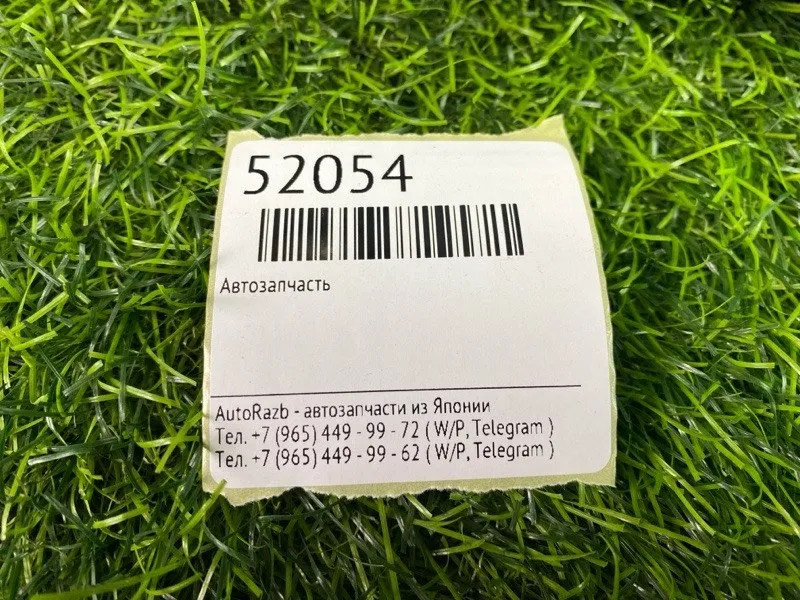 52054
Автозапчасть
AutoRazb - автозапчасти из Японии
Тел. +7 (965) 449 - 99 - 72 ( W/P, Telegram )
Тел. +7 (965) 449 - 99 - 62 ( W/P, Telegram )